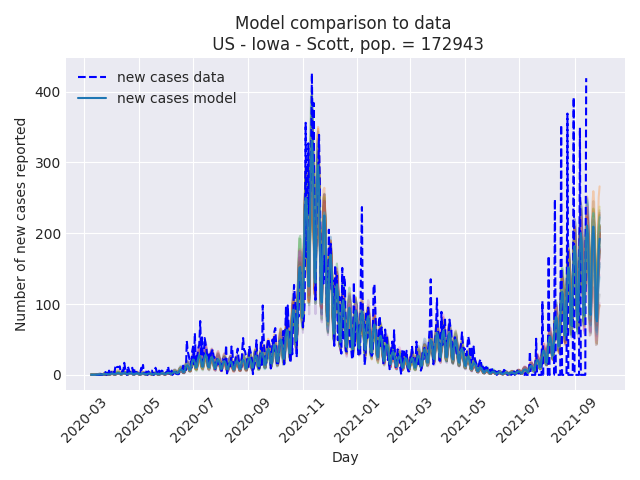 Model comparison to data
US - Iowa - Scott, pop. = 172943
new cases data
new cases model
Number of new cases reported
400
300
200
100
0
2020-03
2020-05
2020-07
2020-09
2020-11
2021-01
2021-03
2021-05
2021-07
2021-09
Day